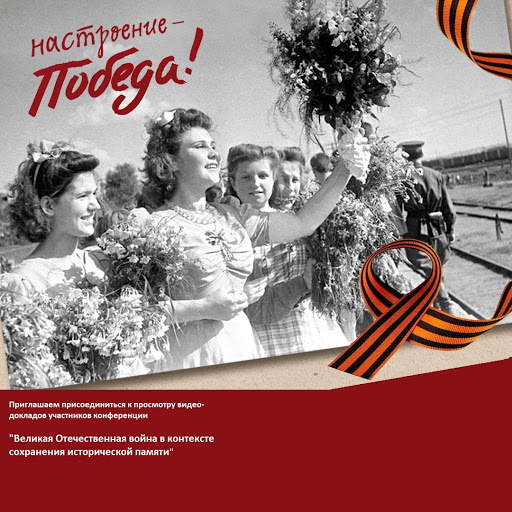 настроение-
Победа!
Приглашаем присоединиться к просмотру видео-
докладов участников конференции
"Великая Отечественная война в контексте
сохранения исторической памяти"